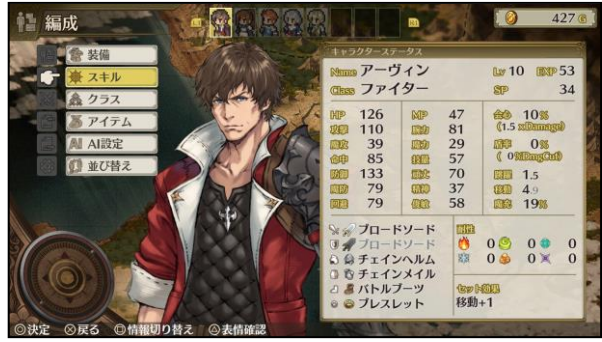 編成
L1
R1
427 G
装備
スキル
クラス
アイテム
AI AI設定
並び替え
キャラクターステータス
Name アーヴィン Lv 10 EXP 53
Class ファイター SP 34
HP 126 MP 47 会心 10%
攻撃 110 腕力 81 (1.5 xDamage)
魔攻 39 魔力 29 盾率 0%
命中 85 技量 57 ( 0%DmgCut)
防御 133 頑丈 70 跳躍 1.5
魔防 79 精神 37 移動 4.9
回避 79 俊敏 58 魔充 19%
ブロードソード 耐性
ブロードソード 0 0 0
チェインヘルム 0 0 0
チェインメイル
バトルブーツ セット効果
ブレスレット 移動+1
◎決定 ⊗戻る 回情報切り替え △表情確認